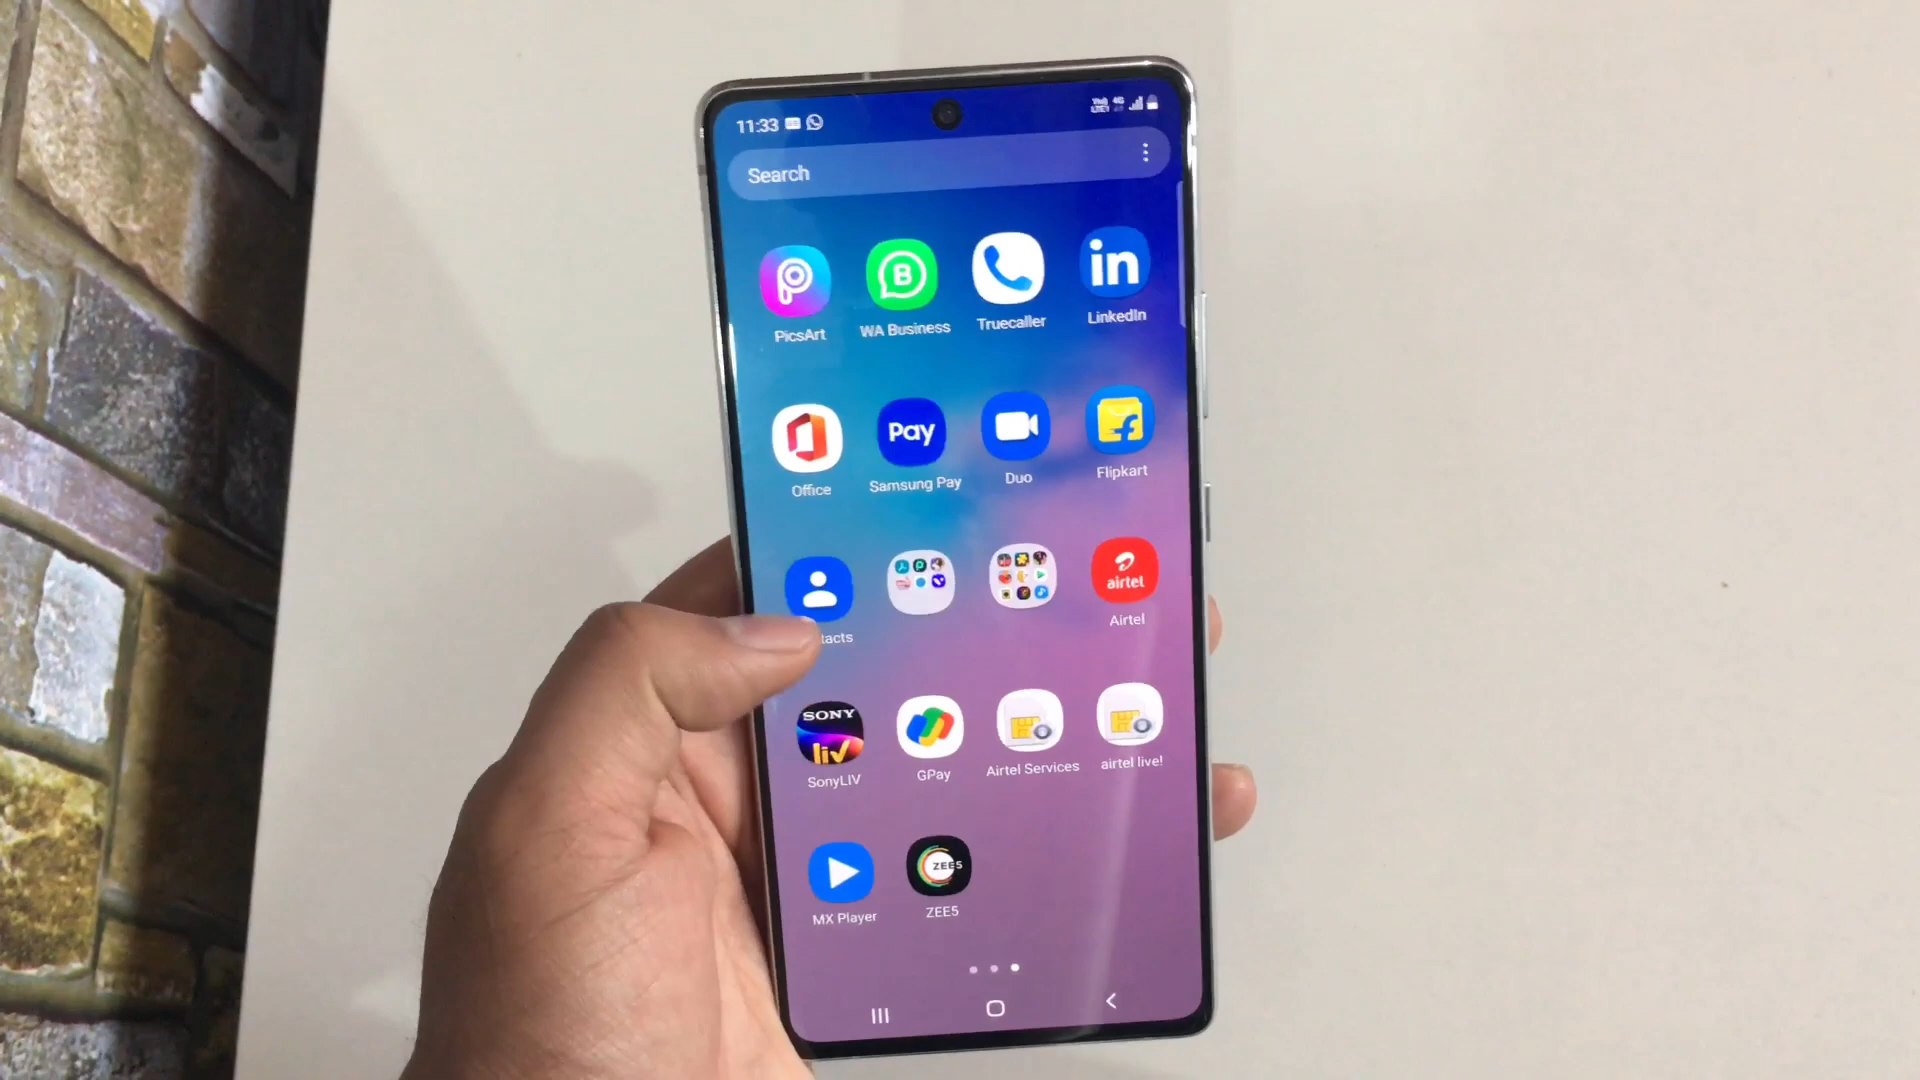 11:33
4G
Search
PicsArt
WA Business
Truecaller
in
LinkedIn
Office
Pay
Samsung Pay
Duo
Flipkart
tacts
airtel
Airtel
SONY
liv
SonyLIV
GPay
Airtel Services
airtel live!
MX Player
ZEE5
ZEE5